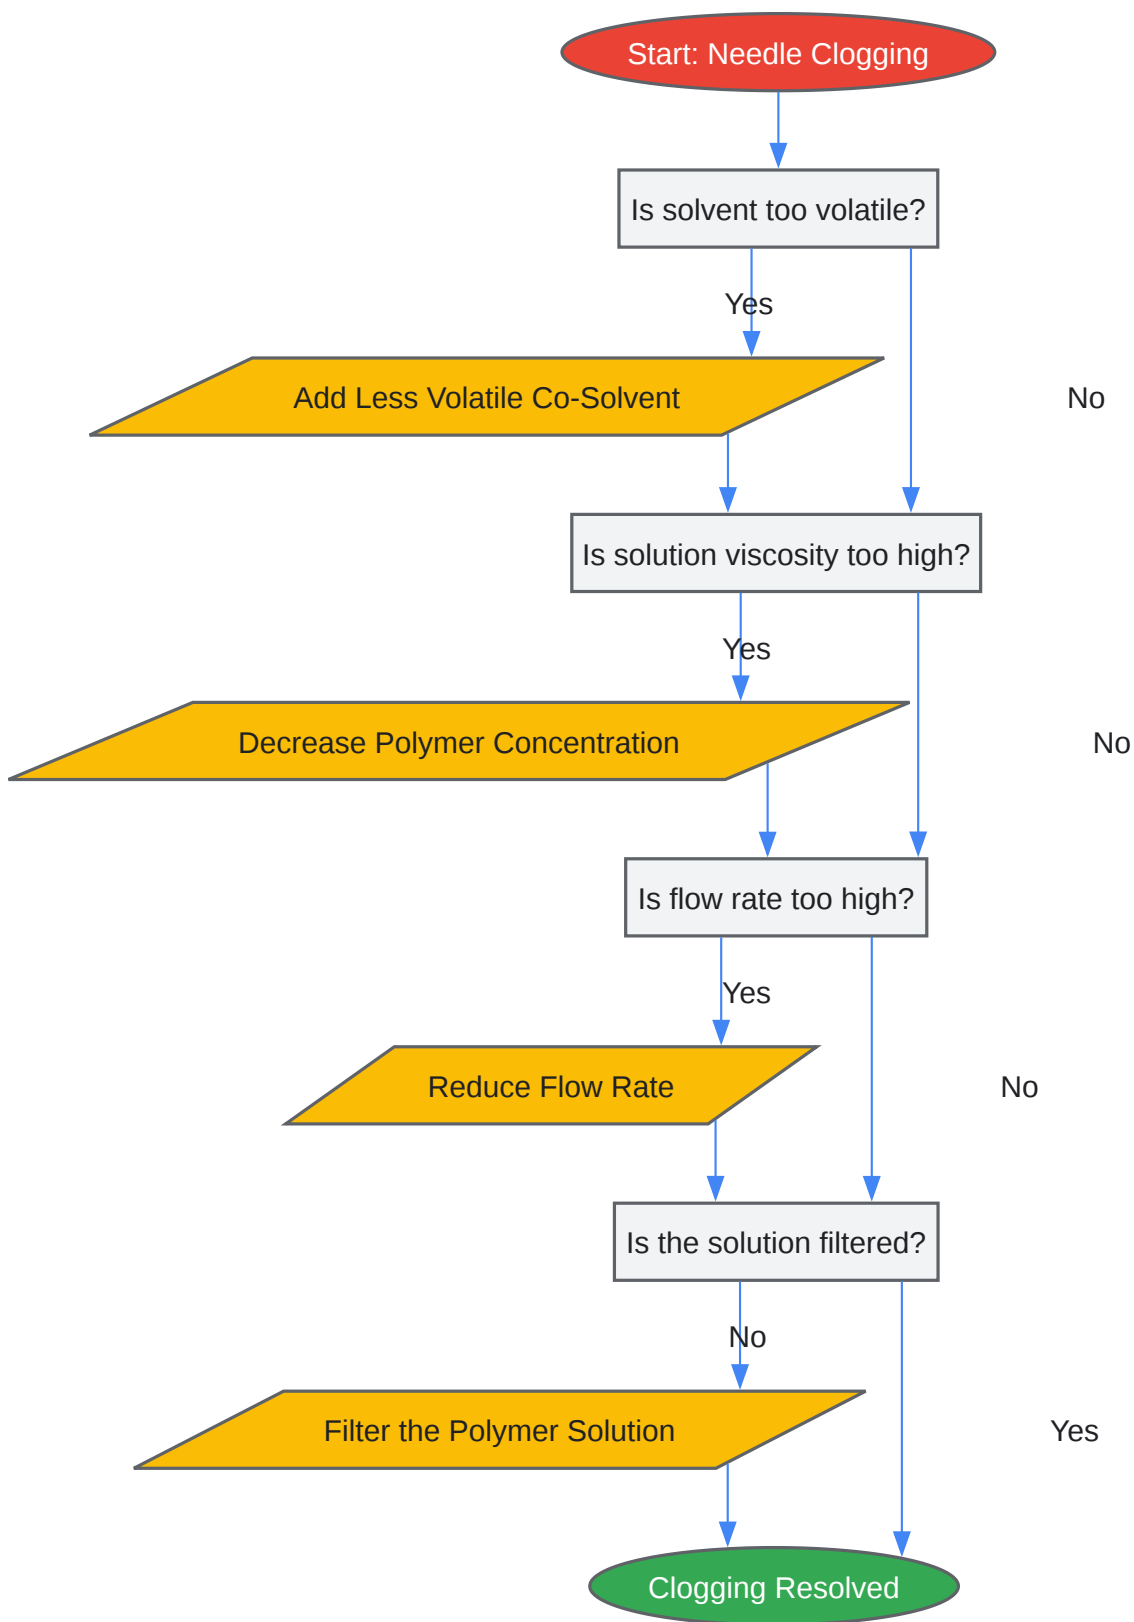 Start: Needle Clogging
Is solvent too volatile?
Yes
Add Less Volatile Co-Solvent
No
Is solution viscosity too high?
Yes
Decrease Polymer Concentration
No
Is flow rate too high?
Yes
Reduce Flow Rate
No
Is the solution filtered?
No
Filter the Polymer Solution
Yes
Clogging Resolved